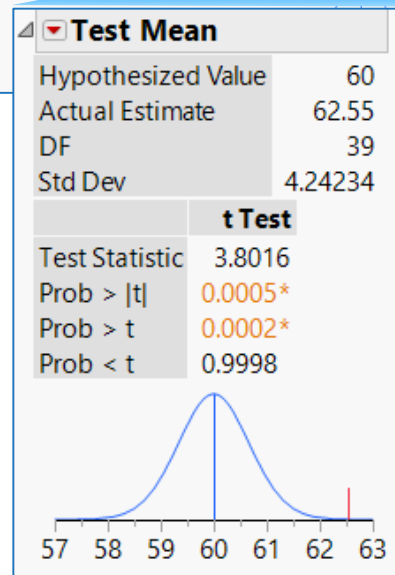 Test Mean
Hypothesized Value 60
Actual Estimate 62.55
DF 39
Std Dev 4.24234
t Test
Test Statistic 3.8016
Prob > |t| 0.0005*
Prob > t 0.0002*
Prob < t 0.9998
57 58 59 60 61 62 63